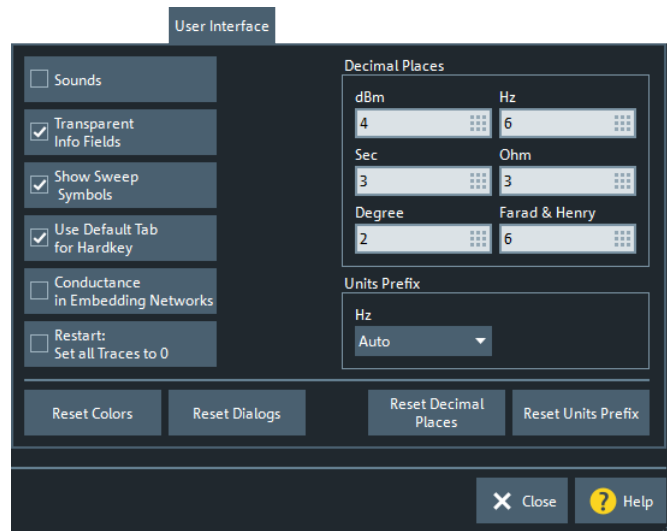 User Interface
Sounds
Transparent
Info Fields
Show Sweep
Symbols
Use Default Tab
for Hardkey
Conductance
in Embedding Networks
Restart:
Set all Traces to 0
Decimal Places
dBm
Hz
4
6
Sec
Ohm
3
3
Degree
Farad & Henry
2
6
Units Prefix
Hz
Auto
Reset Colors
Reset Dialogs
Reset Decimal
Places
Reset Units Prefix
Close
? Help